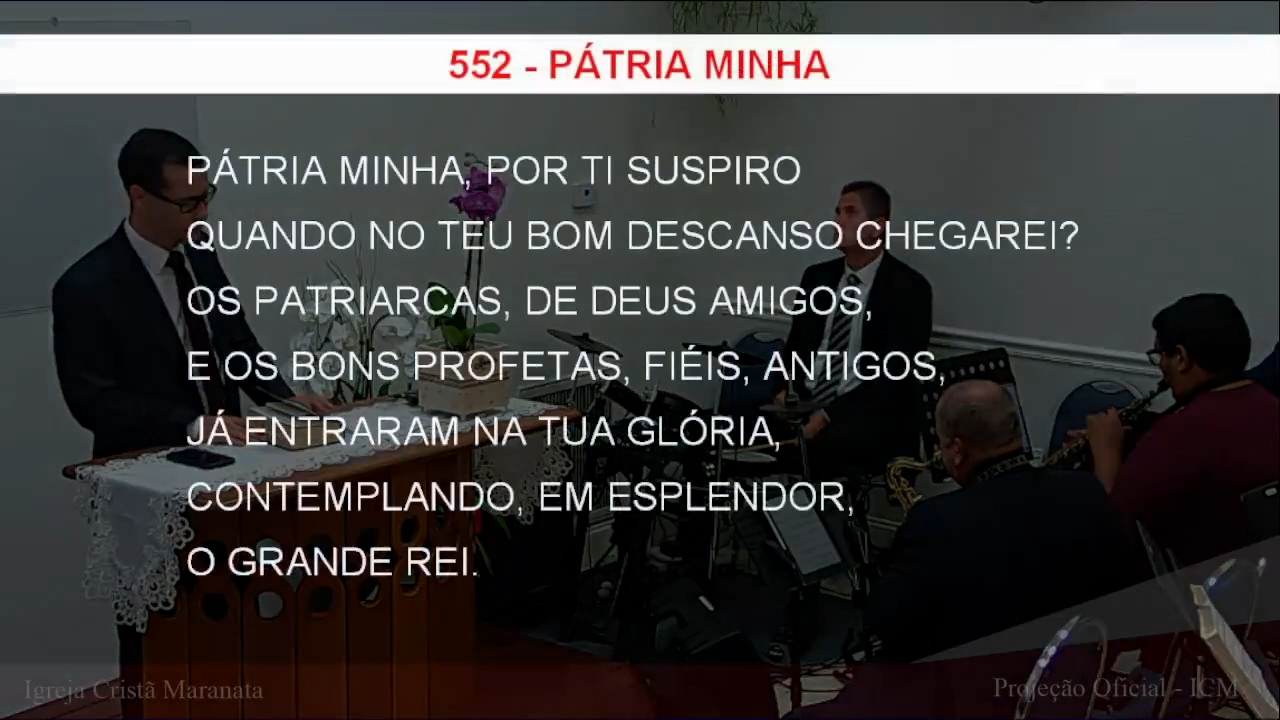 552 - PÁTRIA MINHA
PÁTRIA MINHA, POR TI SUSPIRO
QUANDO NO TEU BOM DESCANSO CHEGAREI?
OS PATRIARCAS, DE DEUS AMIGOS,
E OS BONS PROFETAS, FIÉIS, ANTIGOS,
JÁ ENTRARAM NA TUA GLÓRIA,
CONTEMPLANDO, EM ESPLENDOR,
O GRANDE REI.
Igreja Cristã Maranata
Projeção Oficial - ICM